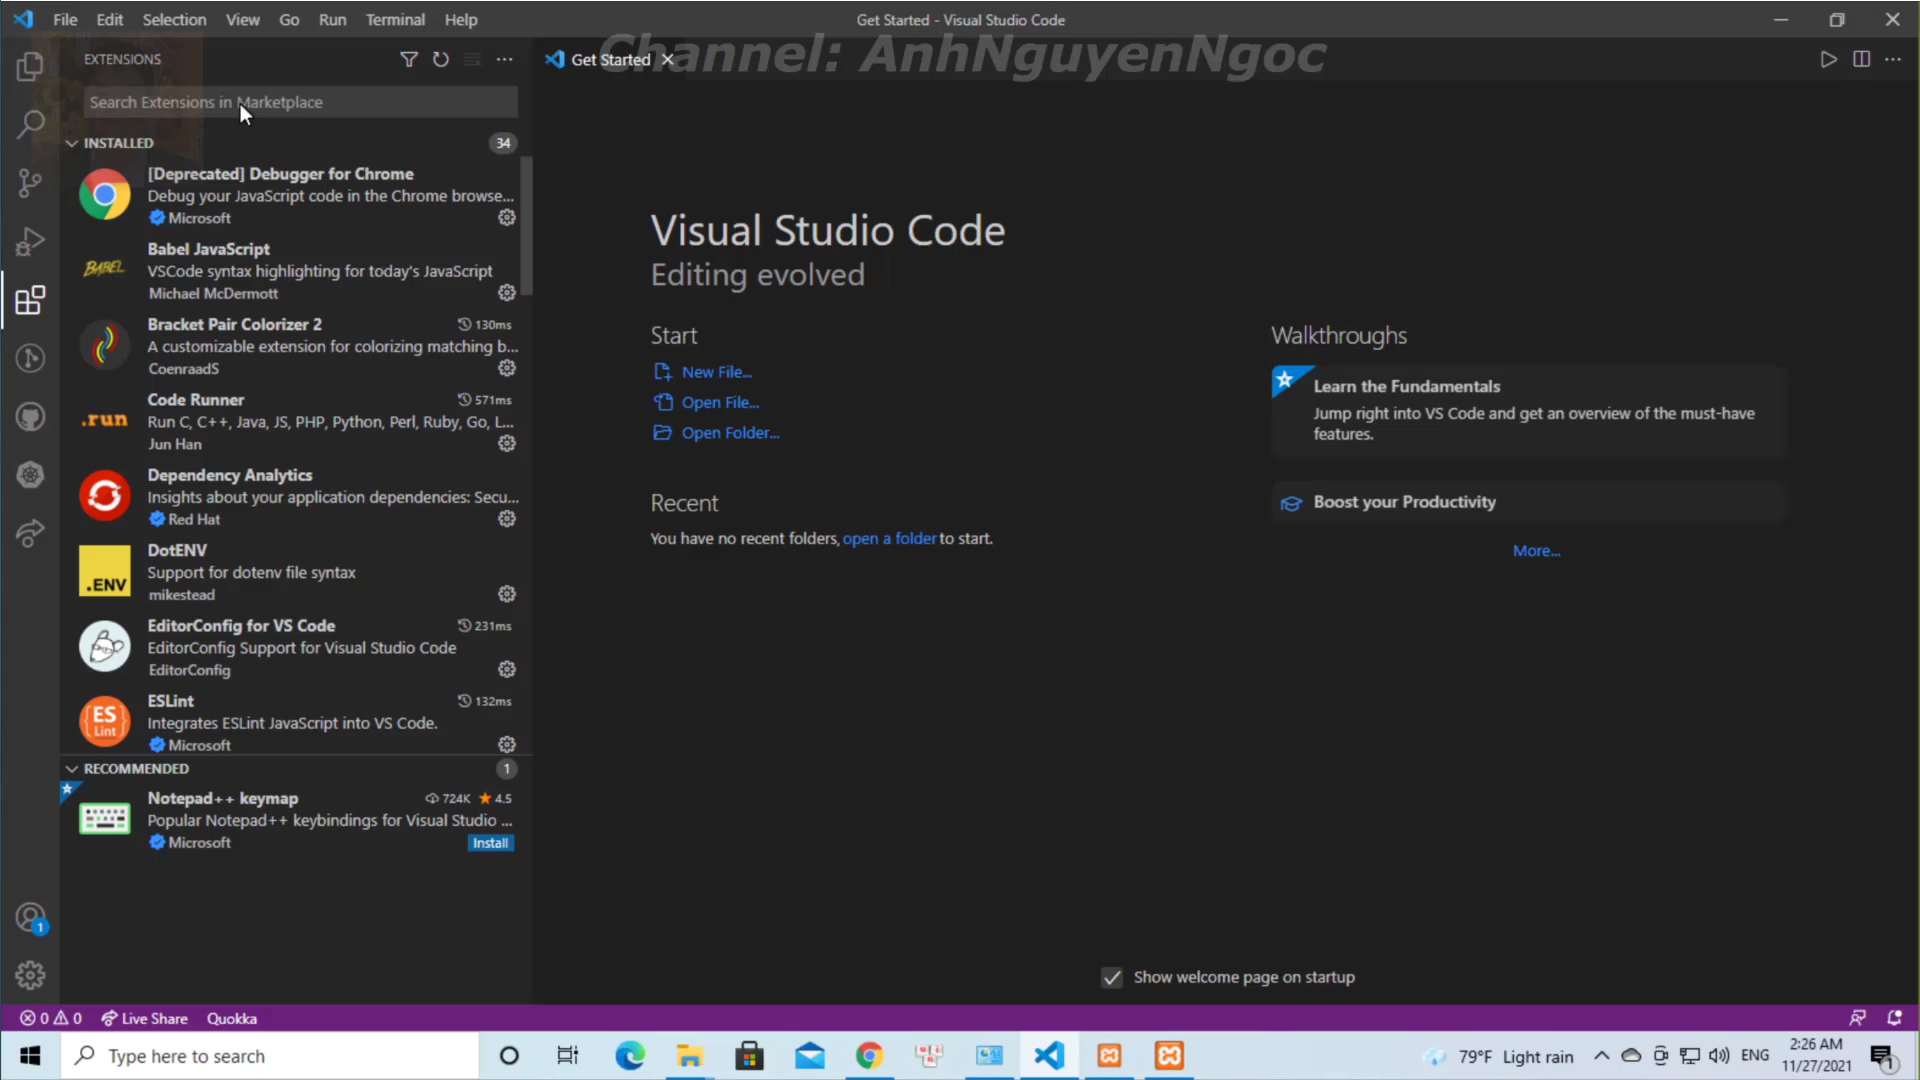 File Edit Selection View Go Run Terminal Help
Get Started - Visual Studio Code
Channel: AnhNguyenNgoc
EXTENSIONS
Get Started
Search Extensions in Marketplace
INSTALLED
34
[Deprecated] Debugger for Chrome
Debug your JavaScript code in the Chrome browse...
Microsoft
BABEL
Babel JavaScript
VSCode syntax highlighting for today's JavaScript
Michael McDermott
Bracket Pair Colorizer 2
130ms
A customizable extension for colorizing matching b...
CoenraadS
.run
Code Runner
571ms
Run C, C++, Java, JS, PHP, Python, Perl, Ruby, Go, L...
Jun Han
Dependency Analytics
Insights about your application dependencies: Secu...
Red Hat
.ENV
DotENV
Support for dotenv file syntax
mikestead
EditorConfig for VS Code
231ms
EditorConfig Support for Visual Studio Code
EditorConfig
ES
Lint
ESLint
132ms
Integrates ESLint JavaScript into VS Code.
Microsoft
RECOMMENDED
1
Notepad++ keymap
724K
4.5
Popular Notepad++ keybindings for Visual Studio ...
Microsoft
Install
Visual Studio Code
Editing evolved
Start
New File...
Open File...
Open Folder...
Recent
You have no recent folders, open a folder to start.
Walkthroughs
Learn the Fundamentals
Jump right into VS Code and get an overview of the must-have
features.
Boost your Productivity
More...
Show welcome page on startup
1
0 0 Live Share Quokka
Type here to search
79°F Light rain
ENG
2:26 AM
11/27/2021
1